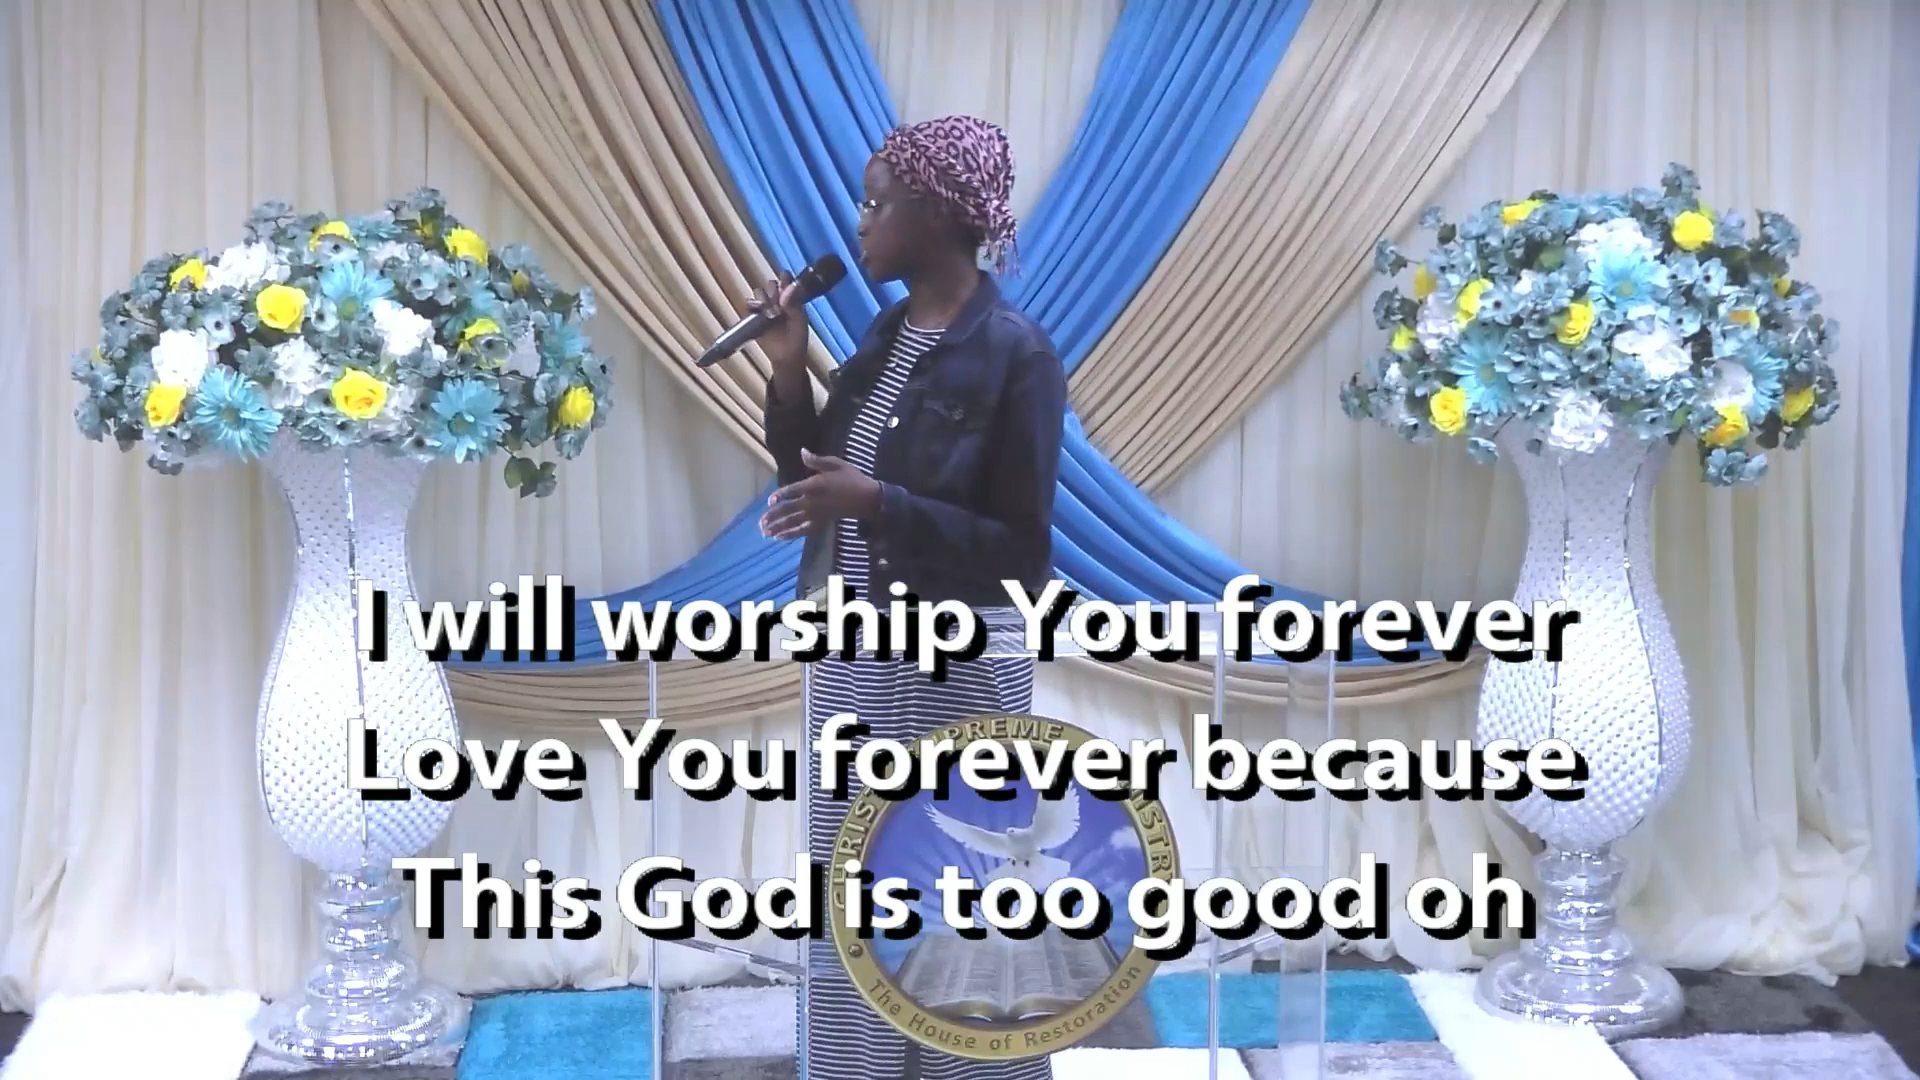 I will worship You forever
Love You forever because
This God is too good oh
The House of Restoration